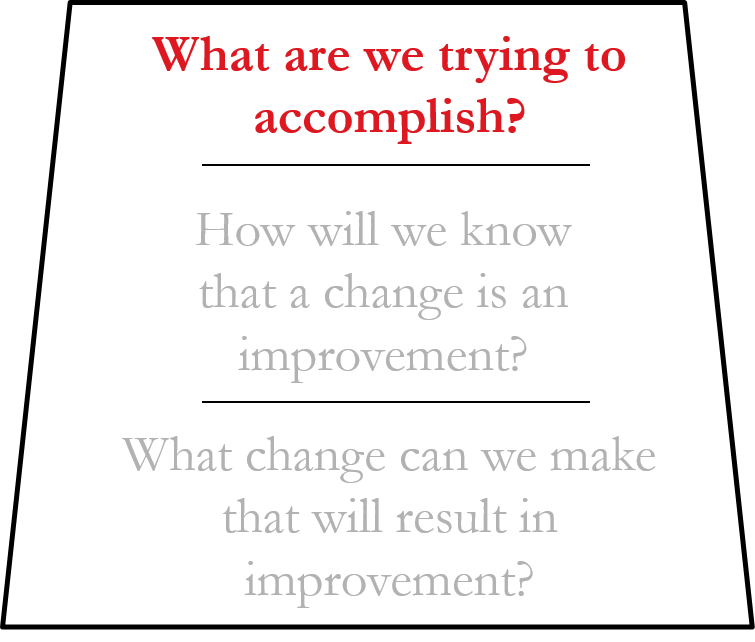 What are we trying to
accomplish?
How will we know
that a change is an
improvement?
What change can we make
that will result in
improvement?